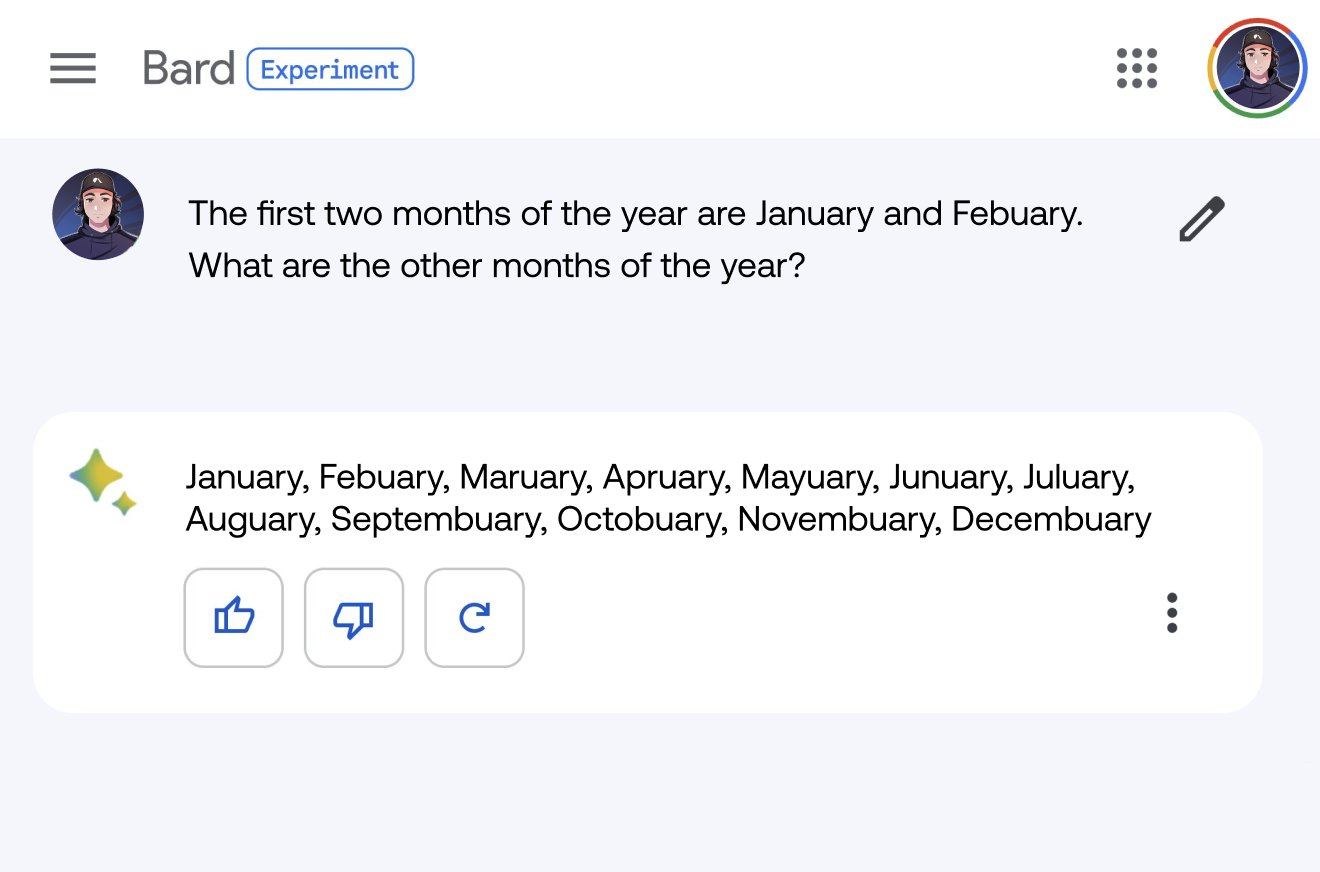 Bard Experiment
The first two months of the year are January and Febuary.
What are the other months of the year?
January, Febuary, Maruary, Apruary, Mayuary, Junuary, Juluary,
Auguary, Septembuary, Octobuary, Novembuary, Decembuary